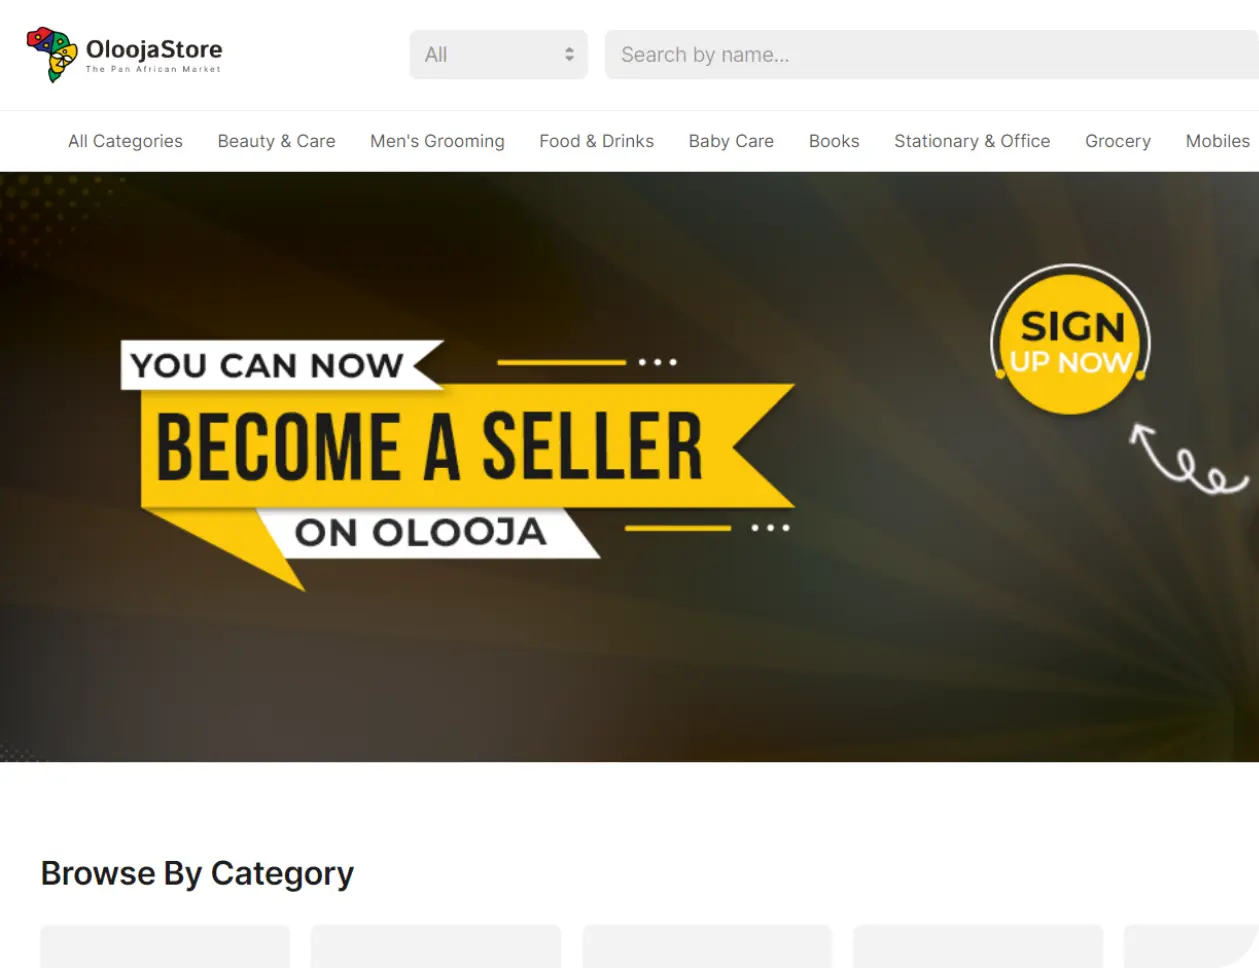 OloojaStore
The Pan African Market
All
Search by name...
All Categories Beauty & Care Men's Grooming Food & Drinks Baby Care Books Stationary & Office Grocery Mobiles
YOU CAN NOW
BECOME A SELLER
ON OLOOJA
SIGN
UP NOW
Browse By Category